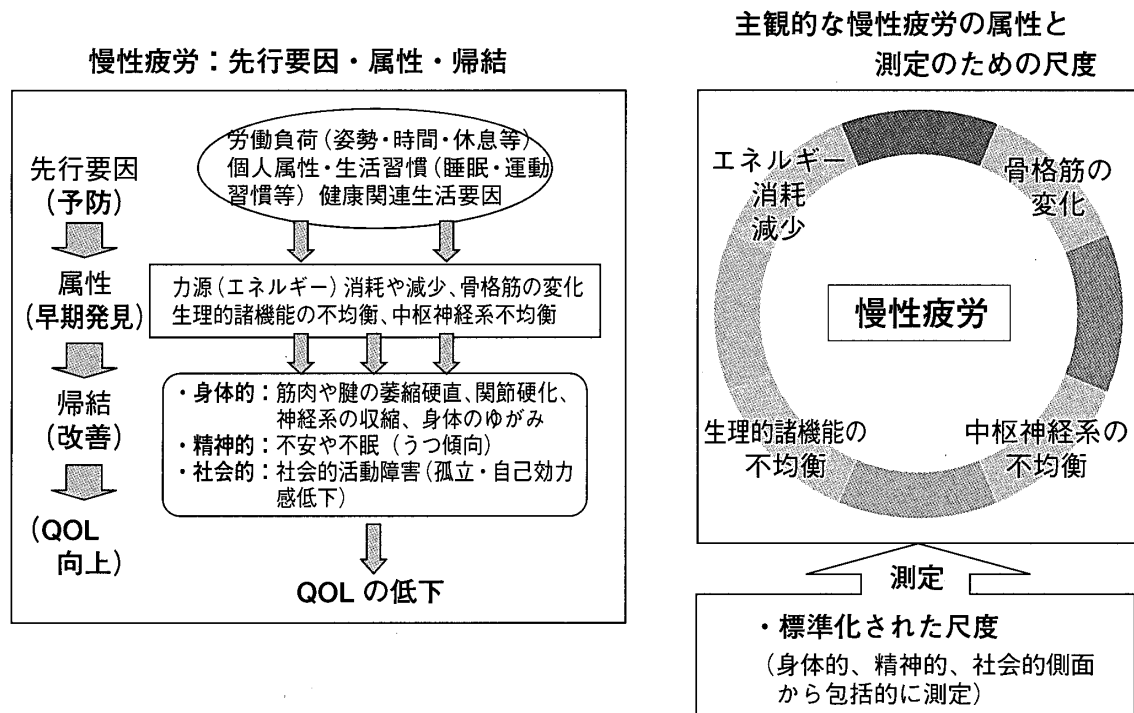 慢性疲労：先行要因・属性・帰結
先行要因
(予防)
属性
(早期発見)
帰結
(改善)
(QOL
向上)
労働負荷(姿勢・時間・休息等)
個人属性・生活習慣(睡眠・運動
習慣等) 健康関連生活要因
力源(エネルギー)消耗や減少、骨格筋の変化
生理的諸機能の不均衡、中枢神経系不均衡
・身体的：筋肉や腱の萎縮硬直、関節硬化、
神経系の収縮、身体のゆがみ
・精神的：不安や不眠(うつ傾向)
・社会的：社会的活動障害(孤立・自己効力
感低下)
QOLの低下
主観的な慢性疲労の属性と
測定のための尺度
エネルギー
消耗
減少
骨格筋の
変化
慢性疲労
生理的諸機能の
不均衡
中枢神経系の
不均衡
測定
・標準化された尺度
(身体的、精神的、社会的側面
から包括的に測定)